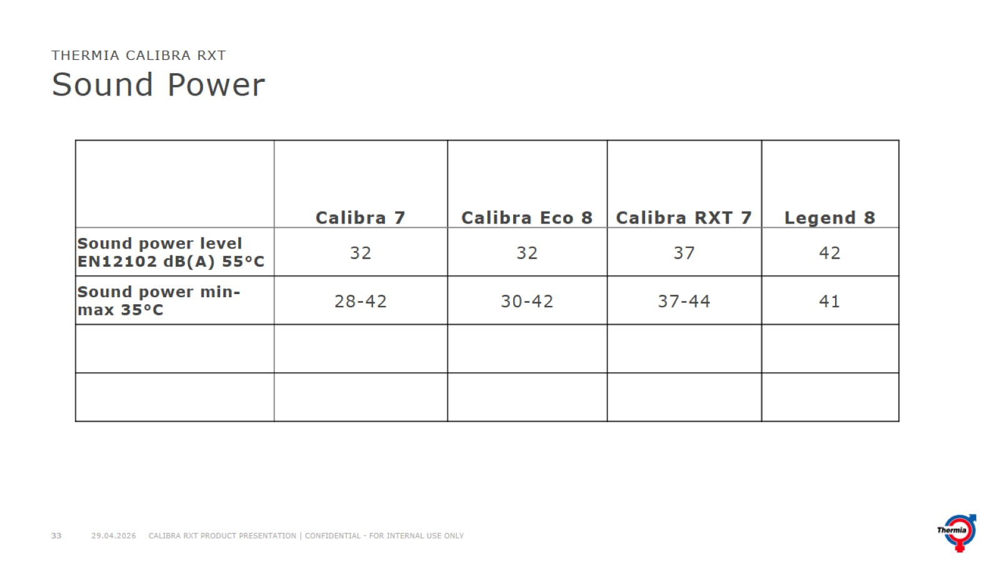 THERMIA CALIBRA RXT
Sound Power
Calibra 7 Calibra Eco 8 Calibra RXT 7 Legend 8
Sound power level
EN12102 dB(A) 55°C 32 32 37 42
Sound power min-
max 35°C 28-42 30-42 37-44 41
33 29.04.2026 CALIBRA RXT PRODUCT PRESENTATION | CONFIDENTIAL - FOR INTERNAL USE ONLY
Thermia